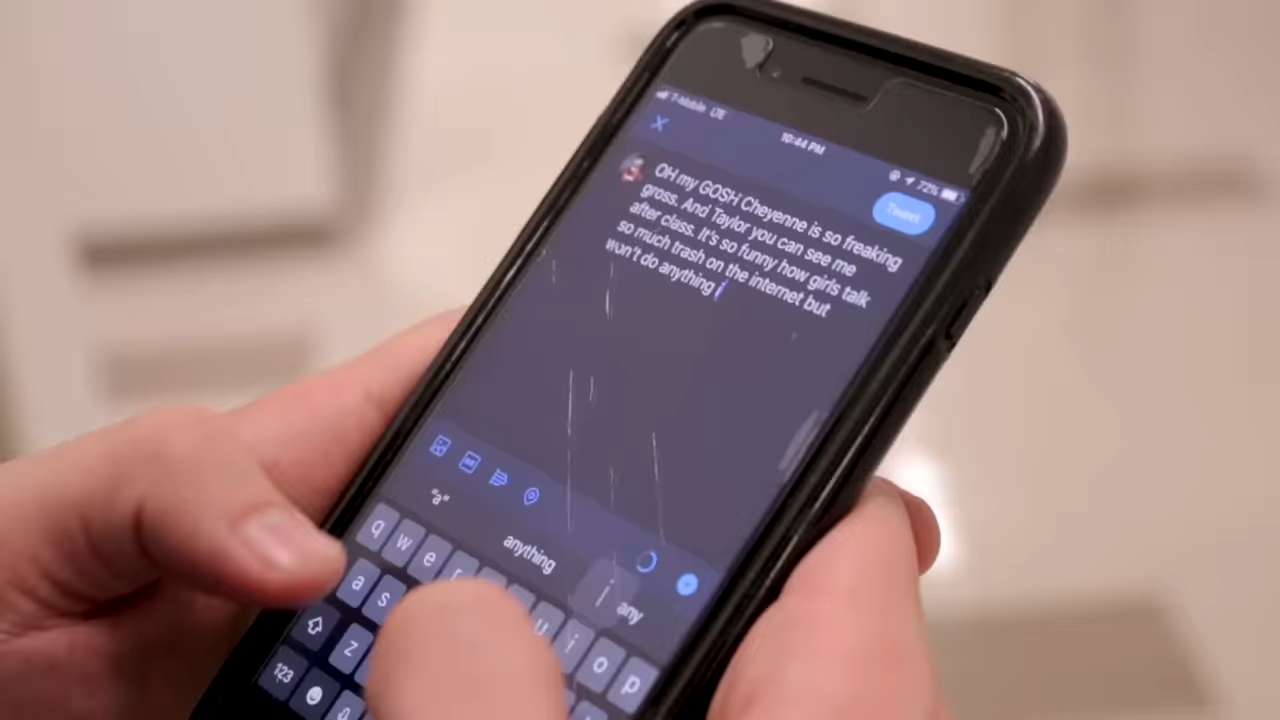 T-Mobile LTE
10:44 PM
72%
Tweet
OH my GOSH Cheyenne is so freaking
gross. And Taylor you can see me
after class. It's so funny how girls talk
so much trash on the internet but
won't do anything i
GIF
"a" anything any
q w e r u i o p
a s i
z
123